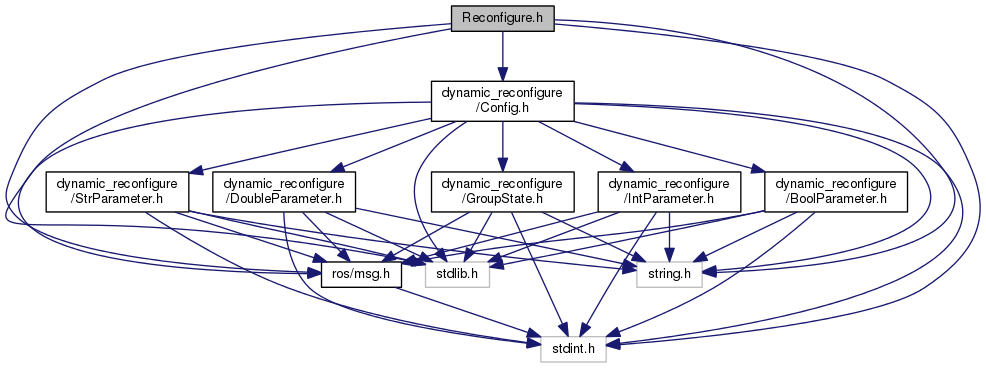 Reconfigure.h
dynamic_reconfigure
/Config.h
dynamic_reconfigure
/StrParameter.h
dynamic_reconfigure
/DoubleParameter.h
dynamic_reconfigure
/GroupState.h
dynamic_reconfigure
/IntParameter.h
dynamic_reconfigure
/BoolParameter.h
ros/msg.h
stdlib.h
string.h
stdint.h